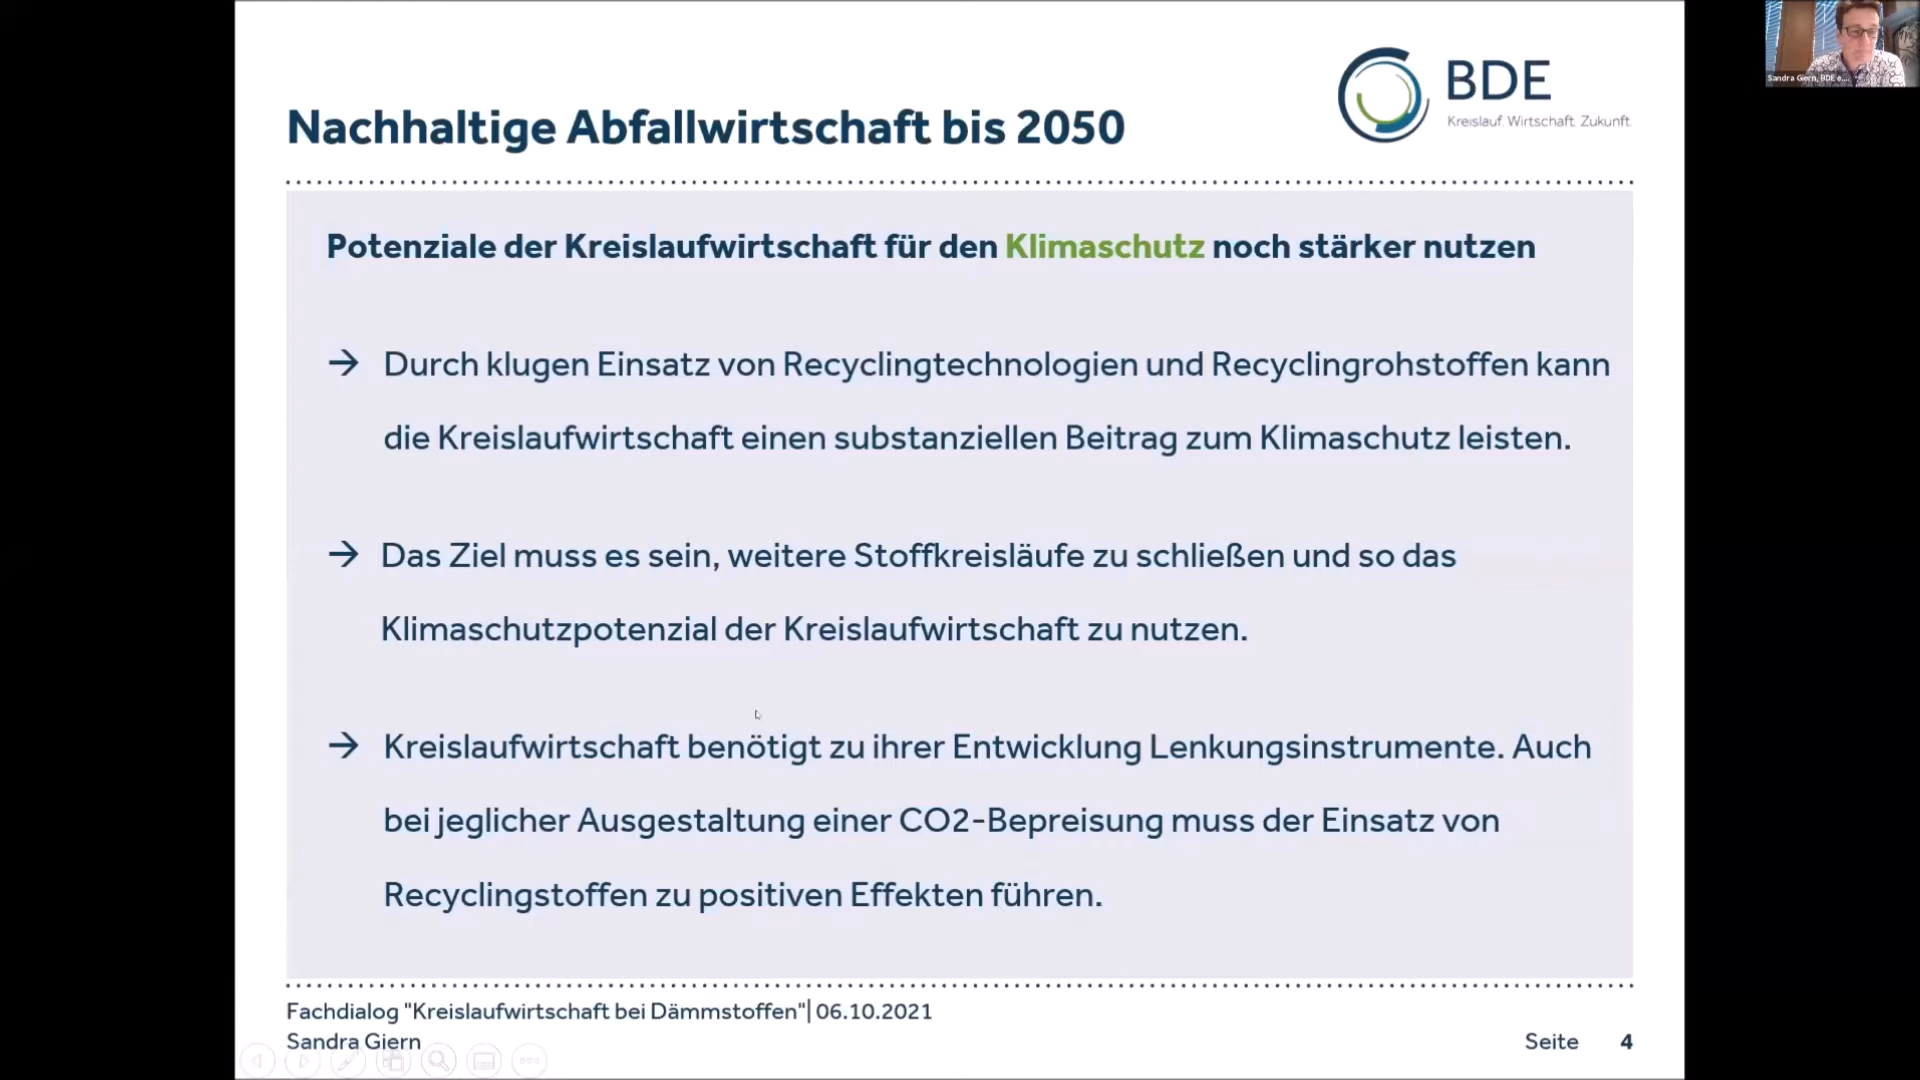 Nachhaltige Abfallwirtschaft bis 2050
BDE
Kreislauf. Wirtschaft. Zukunft.
Sandra Giern, BDE e....
Potenziale der Kreislaufwirtschaft für den Klimaschutz noch stärker nutzen
→ Durch klugen Einsatz von Recyclingtechnologien und Recyclingrohstoffen kann
die Kreislaufwirtschaft einen substanziellen Beitrag zum Klimaschutz leisten.
→ Das Ziel muss es sein, weitere Stoffkreisläufe zu schließen und so das
Klimaschutzpotenzial der Kreislaufwirtschaft zu nutzen.
→ Kreislaufwirtschaft benötigt zu ihrer Entwicklung Lenkungsinstrumente. Auch
bei jeglicher Ausgestaltung einer CO2-Bepreisung muss der Einsatz von
Recyclingstoffen zu positiven Effekten führen.
Fachdialog "Kreislaufwirtschaft bei Dämmstoffen"| 06.10.2021
Sandra Giern
Seite 4